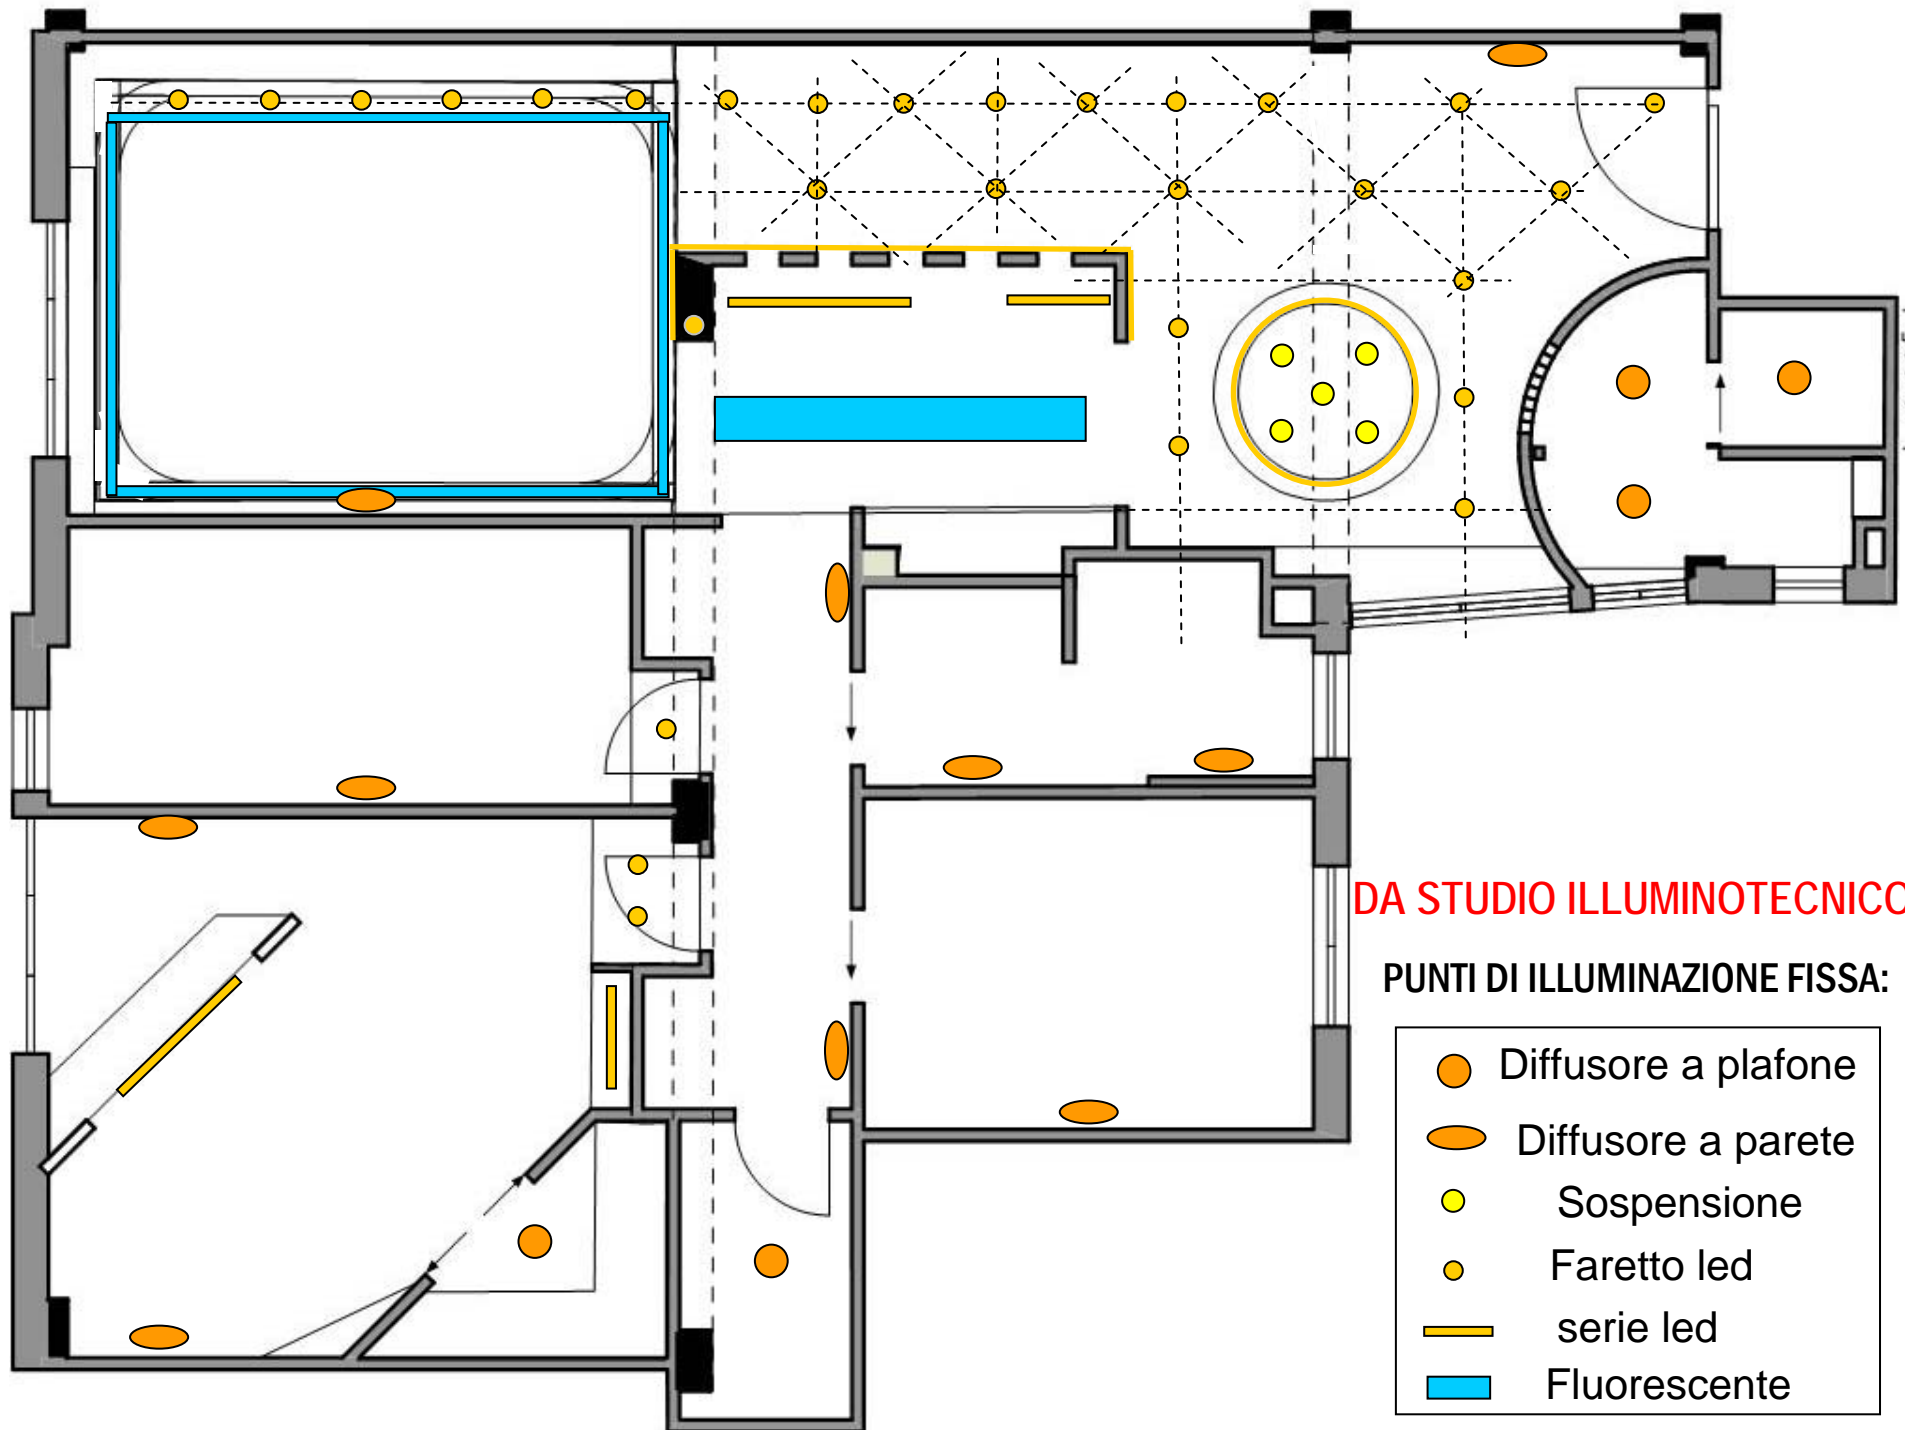 DA STUDIO ILLUMINOTECNICO
PUNTI DI ILLUMINAZIONE FISSA:
Diffusore a plafone
Diffusore a parete
Sospensione
Faretto led
serie led
Fluorescente